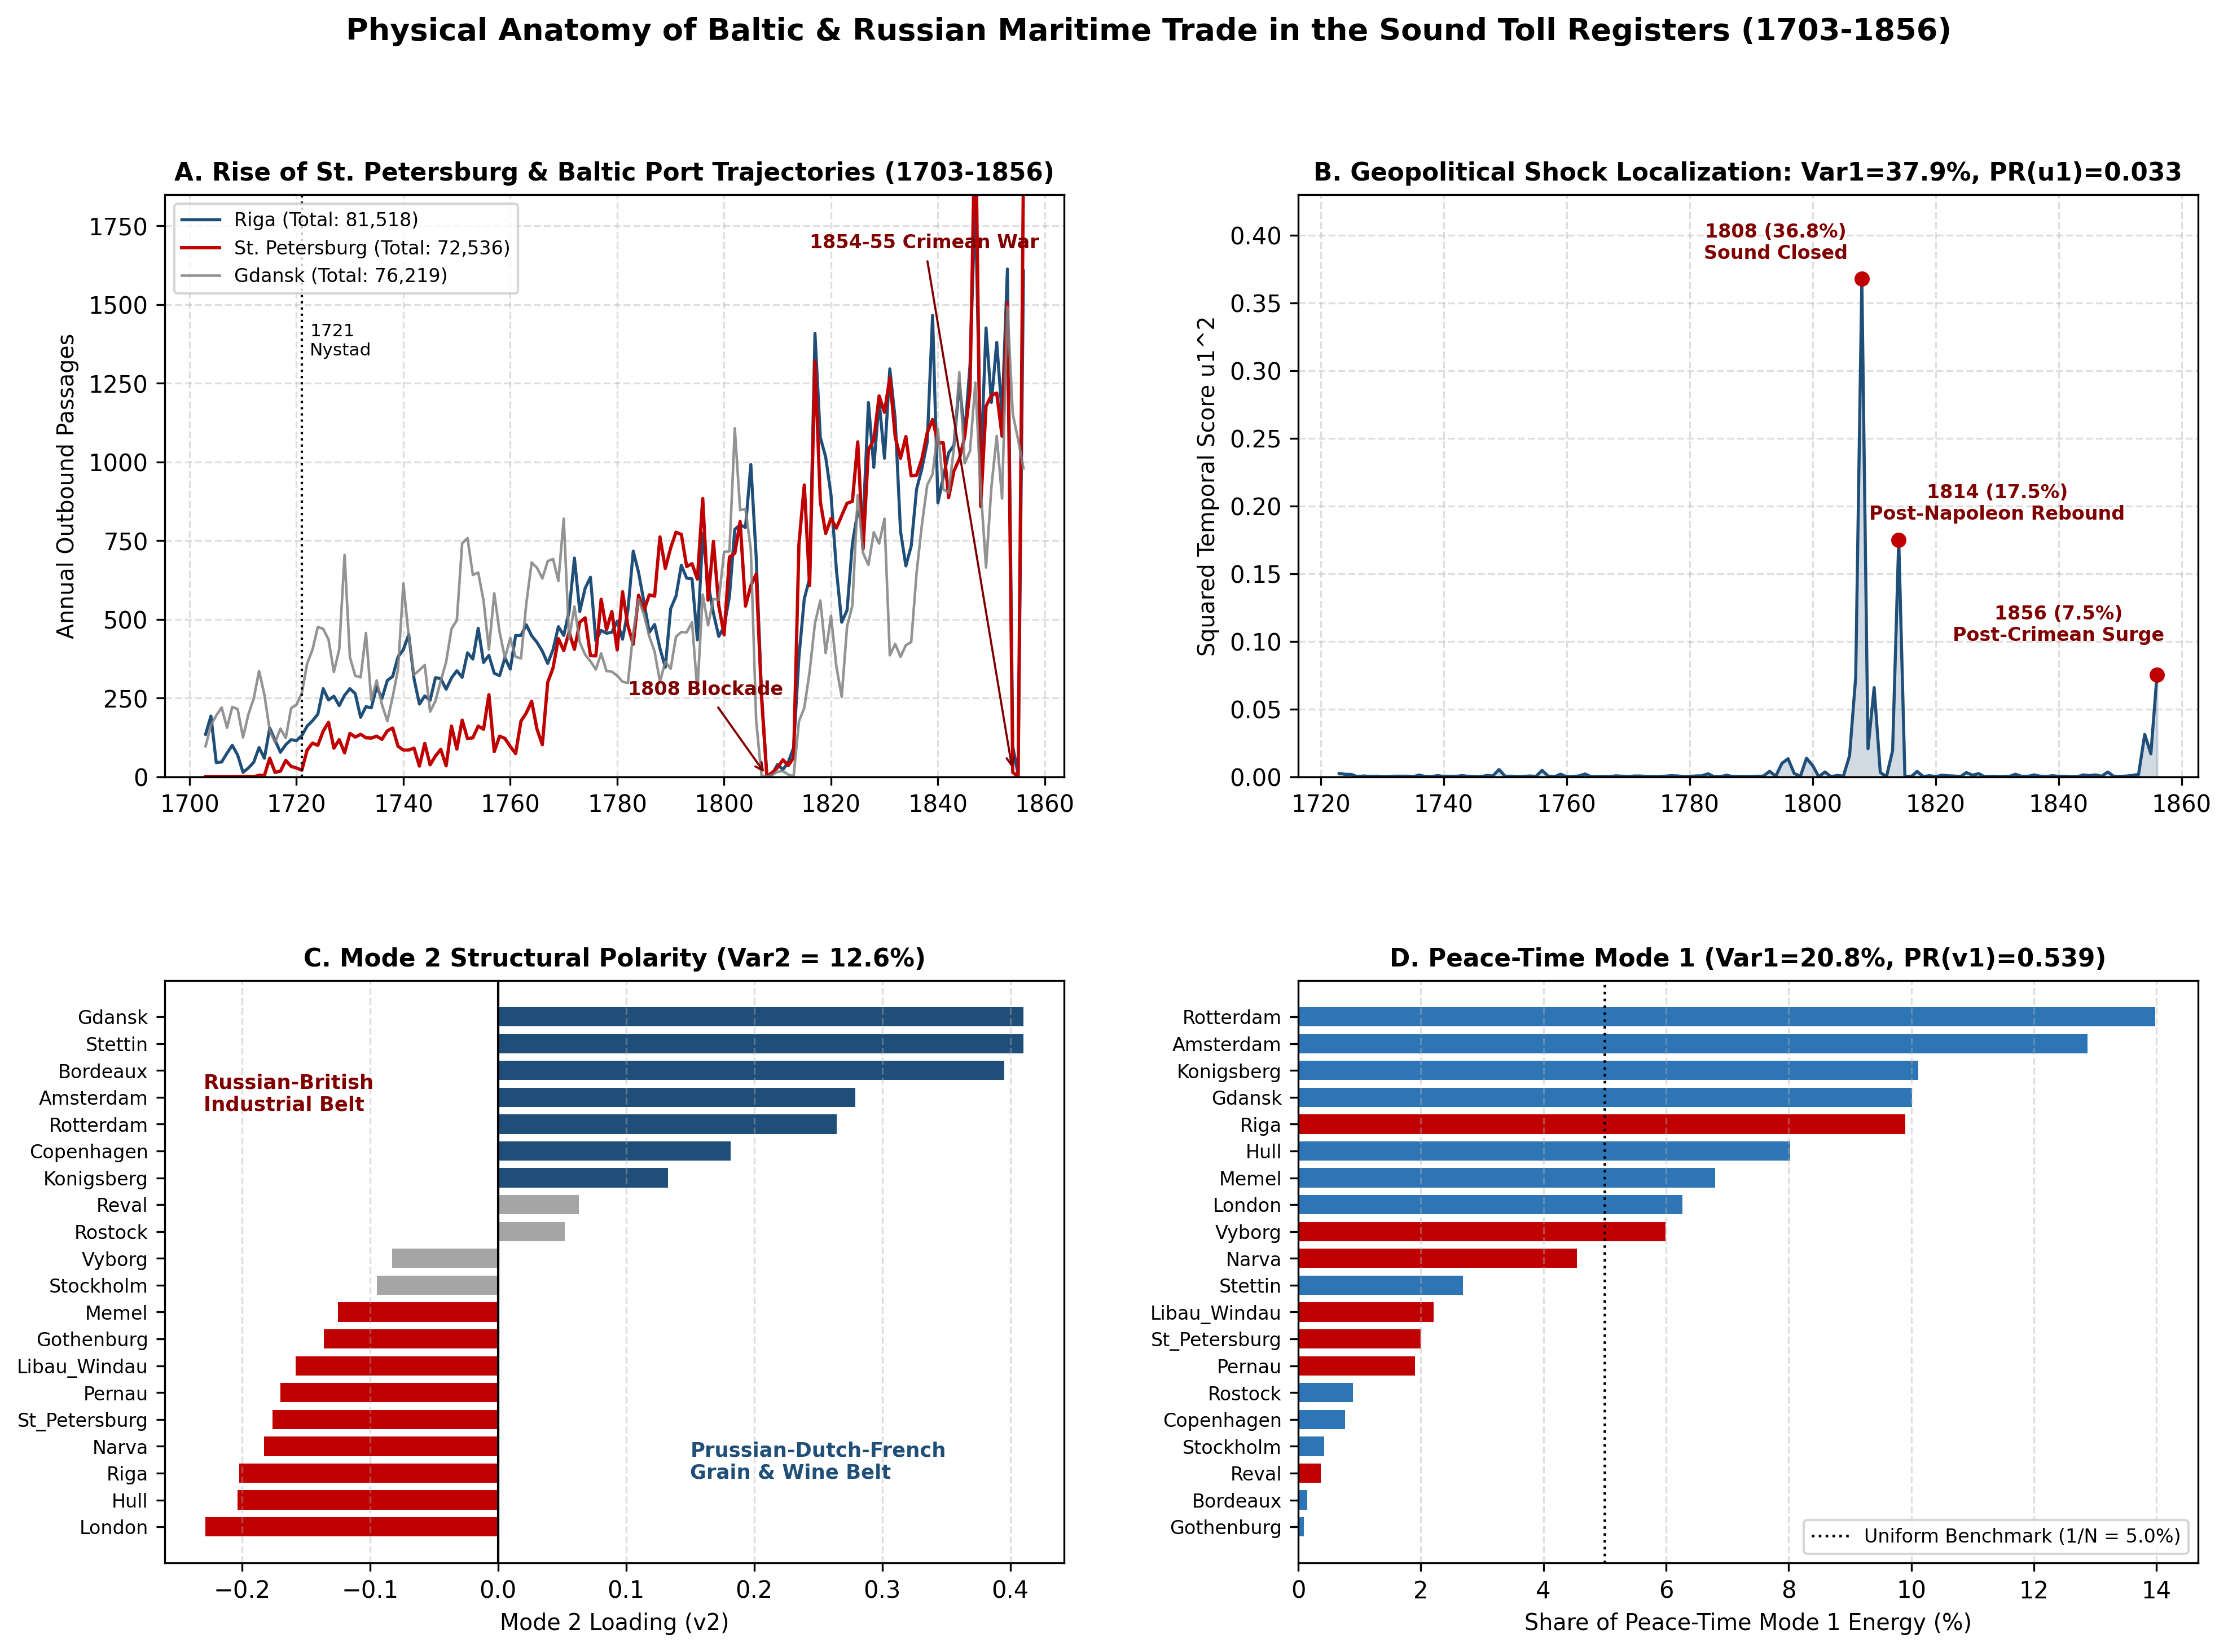 Physical Anatomy of Baltic & Russian Maritime Trade in the Sound Toll Registers (1703-1856)
A. Rise of St. Petersburg & Baltic Port Trajectories (1703-1856)
Annual Outbound Passages
1750
1500
1250
1000
750
500
250
0
Riga (Total: 81,518)
St. Petersburg (Total: 72,536)
Gdansk (Total: 76,219)
1721
Nystad
1854-55 Crimean War
1808 Blockade
1700
1720
1740
1760
1780
1800
1820
1840
1860
B. Geopolitical Shock Localization: Var1=37.9%, PR(u1)=0.033
Squared Temporal Score u1^2
0.40
0.35
0.30
0.25
0.20
0.15
0.10
0.05
0.00
1808 (36.8%)
Sound Closed
1814 (17.5%)
Post-Napoleon Rebound
1856 (7.5%)
Post-Crimean Surge
1720
1740
1760
1780
1800
1820
1840
1860
C. Mode 2 Structural Polarity (Var2 = 12.6%)
Gdansk
Stettin
Bordeaux
Amsterdam
Rotterdam
Copenhagen
Konigsberg
Reval
Rostock
Vyborg
Stockholm
Memel
Gothenburg
Libau_Windau
Pernau
St_Petersburg
Narva
Riga
Hull
London
Russian-British
Industrial Belt
Prussian-Dutch-French
Grain & Wine Belt
−0.2
−0.1
0.0
0.1
0.2
0.3
0.4
Mode 2 Loading (v2)
D. Peace-Time Mode 1 (Var1=20.8%, PR(v1)=0.539)
Rotterdam
Amsterdam
Konigsberg
Gdansk
Riga
Hull
Memel
London
Vyborg
Narva
Stettin
Libau_Windau
St_Petersburg
Pernau
Rostock
Copenhagen
Stockholm
Reval
Bordeaux
Gothenburg
Uniform Benchmark (1/N = 5.0%)
0
2
4
6
8
10
12
14
Share of Peace-Time Mode 1 Energy (%)